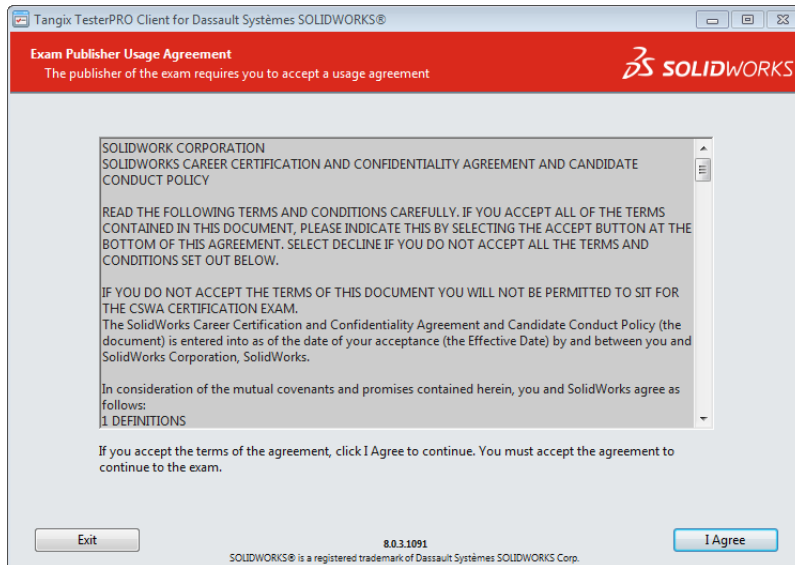 Tangix TesterPRO Client for Dassault Systèmes SOLIDWORKS®
Exam Publisher Usage Agreement
The publisher of the exam requires you to accept a usage agreement
SOLIDWORKS
SOLIDWORK CORPORATION
SOLIDWORKS CAREER CERTIFICATION AND CONFIDENTIALITY AGREEMENT AND CANDIDATE
CONDUCT POLICY
READ THE FOLLOWING TERMS AND CONDITIONS CAREFULLY. IF YOU ACCEPT ALL OF THE TERMS
CONTAINED IN THIS DOCUMENT, PLEASE INDICATE THIS BY SELECTING THE ACCEPT BUTTON AT THE
BOTTOM OF THIS AGREEMENT. SELECT DECLINE IF YOU DO NOT ACCEPT ALL THE TERMS AND
CONDITIONS SET OUT BELOW.
IF YOU DO NOT ACCEPT THE TERMS OF THIS DOCUMENT YOU WILL NOT BE PERMITTED TO SIT FOR
THE CSWA CERTIFICATION EXAM.
The SolidWorks Career Certification and Confidentiality Agreement and Candidate Conduct Policy (the
document) is entered into as of the date of your acceptance (the Effective Date) by and between you and
SolidWorks Corporation, SolidWorks.
In consideration of the mutual covenants and promises contained herein, you and SolidWorks agree as
follows:
1 DEFINITIONS
If you accept the terms of the agreement, click I Agree to continue. You must accept the agreement to
continue to the exam.
Exit
8.0.3.1091
I Agree
SOLIDWORKS® is a registered trademark of Dassault Systèmes SOLIDWORKS Corp.